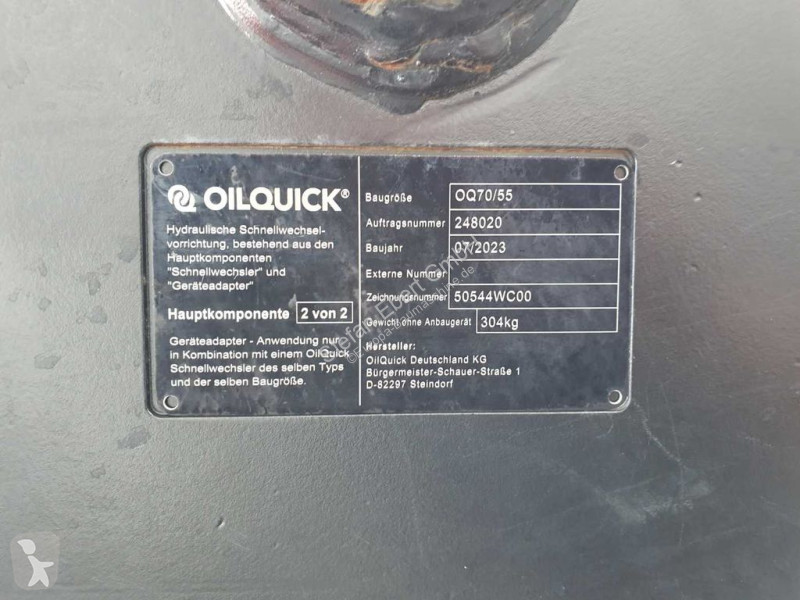 OILQUICK®
Hydraulische Schnellwechsel-
vorrichtung, bestehend aus den
Hauptkomponenten
"Schnellwechsler" und
"Geräteadapter"
Hauptkomponente 2 von 2
Geräteadapter - Anwendung nur
in Kombination mit einem OilQuick
Schnellwechsler des selben Typs
und der selben Baugröße.
Baugröße OQ70/55
Auftragsnummer 248020
Baujahr 07/2023
Externe Nummer
Zeichnungsnummer 50544WC00
Gewicht ohne Anbaugerät 304kg
Hersteller:
OilQuick Deutschland KG
Bürgermeister-Schauer-Straße 1
D-82297 Steindorf
Stefan Ebert GmbH